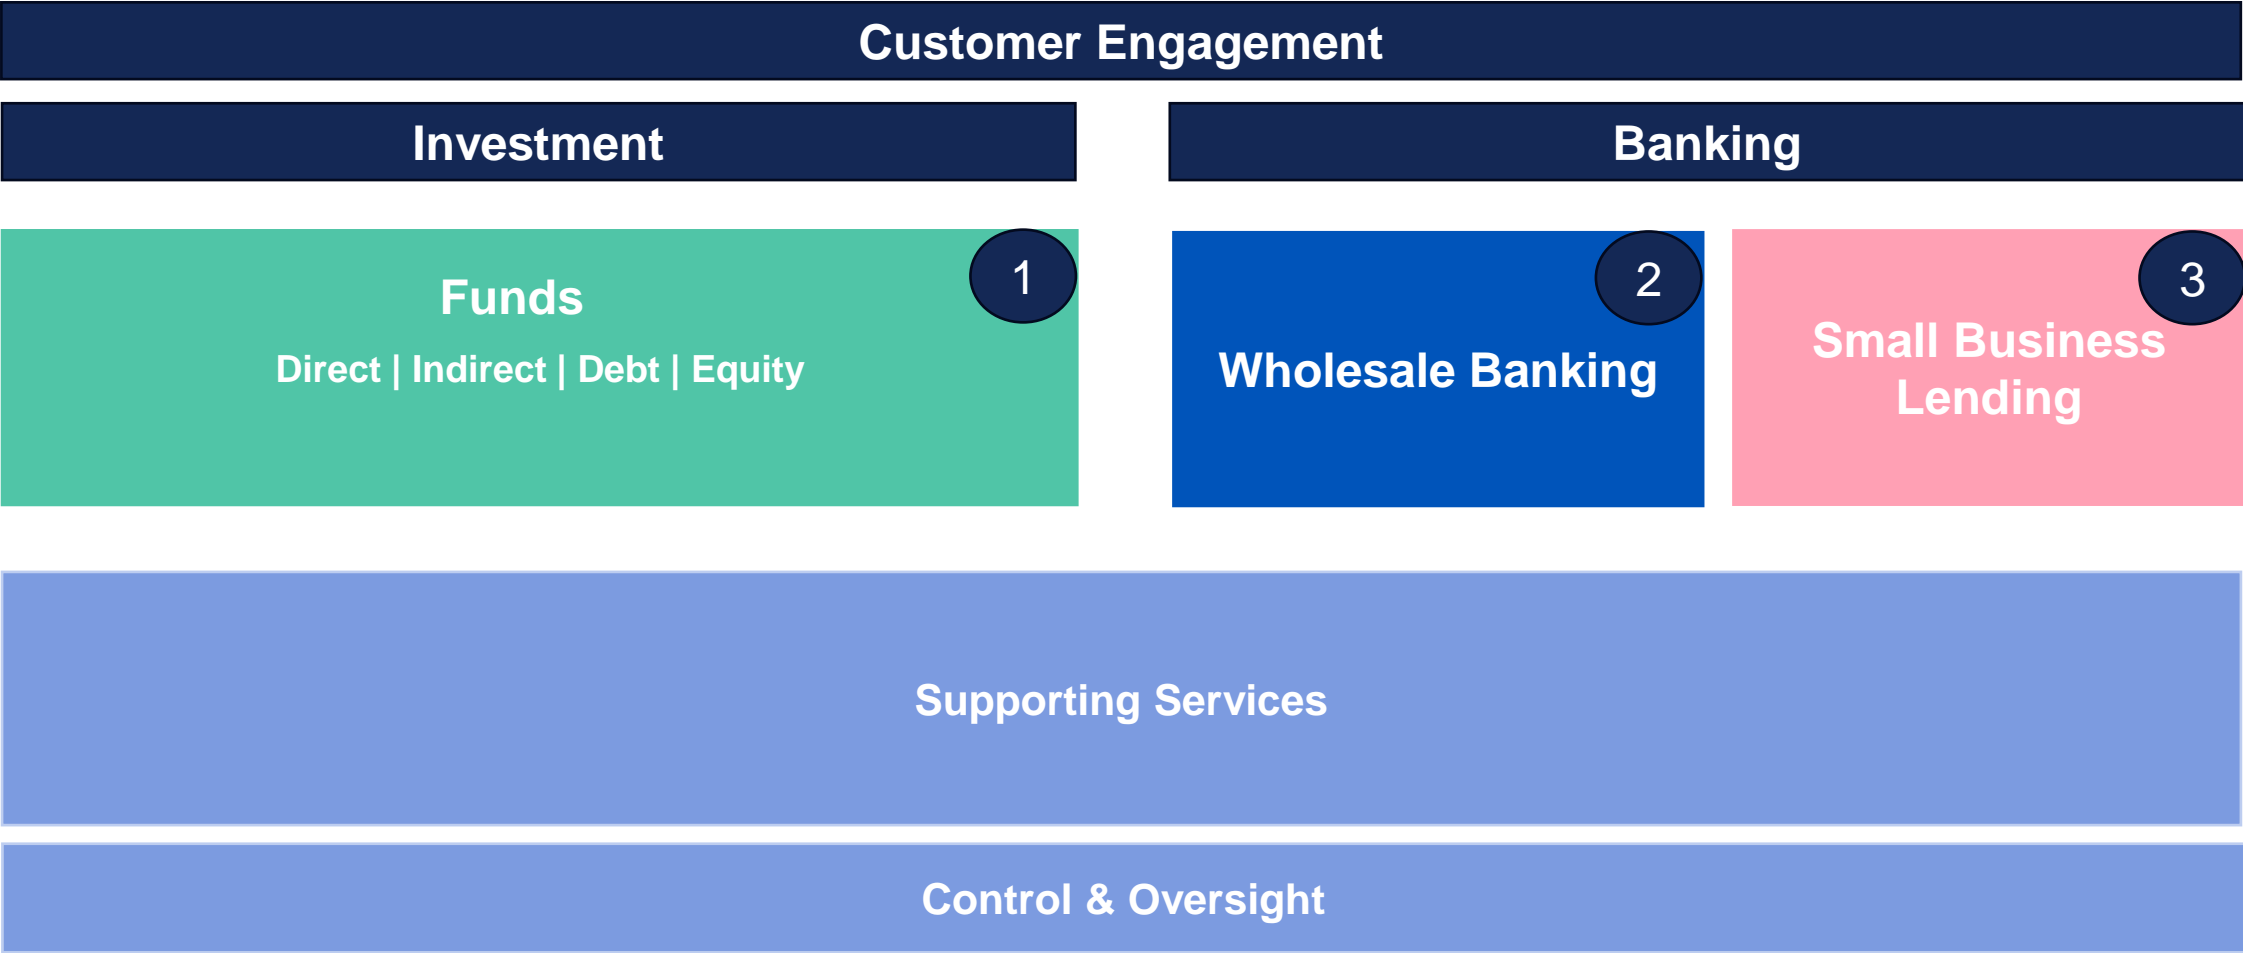 Customer Engagement
Investment
Banking
Funds
1
Direct | Indirect | Debt | Equity
Wholesale Banking
2
Small Business
Lending
3
Supporting Services
Control & Oversight